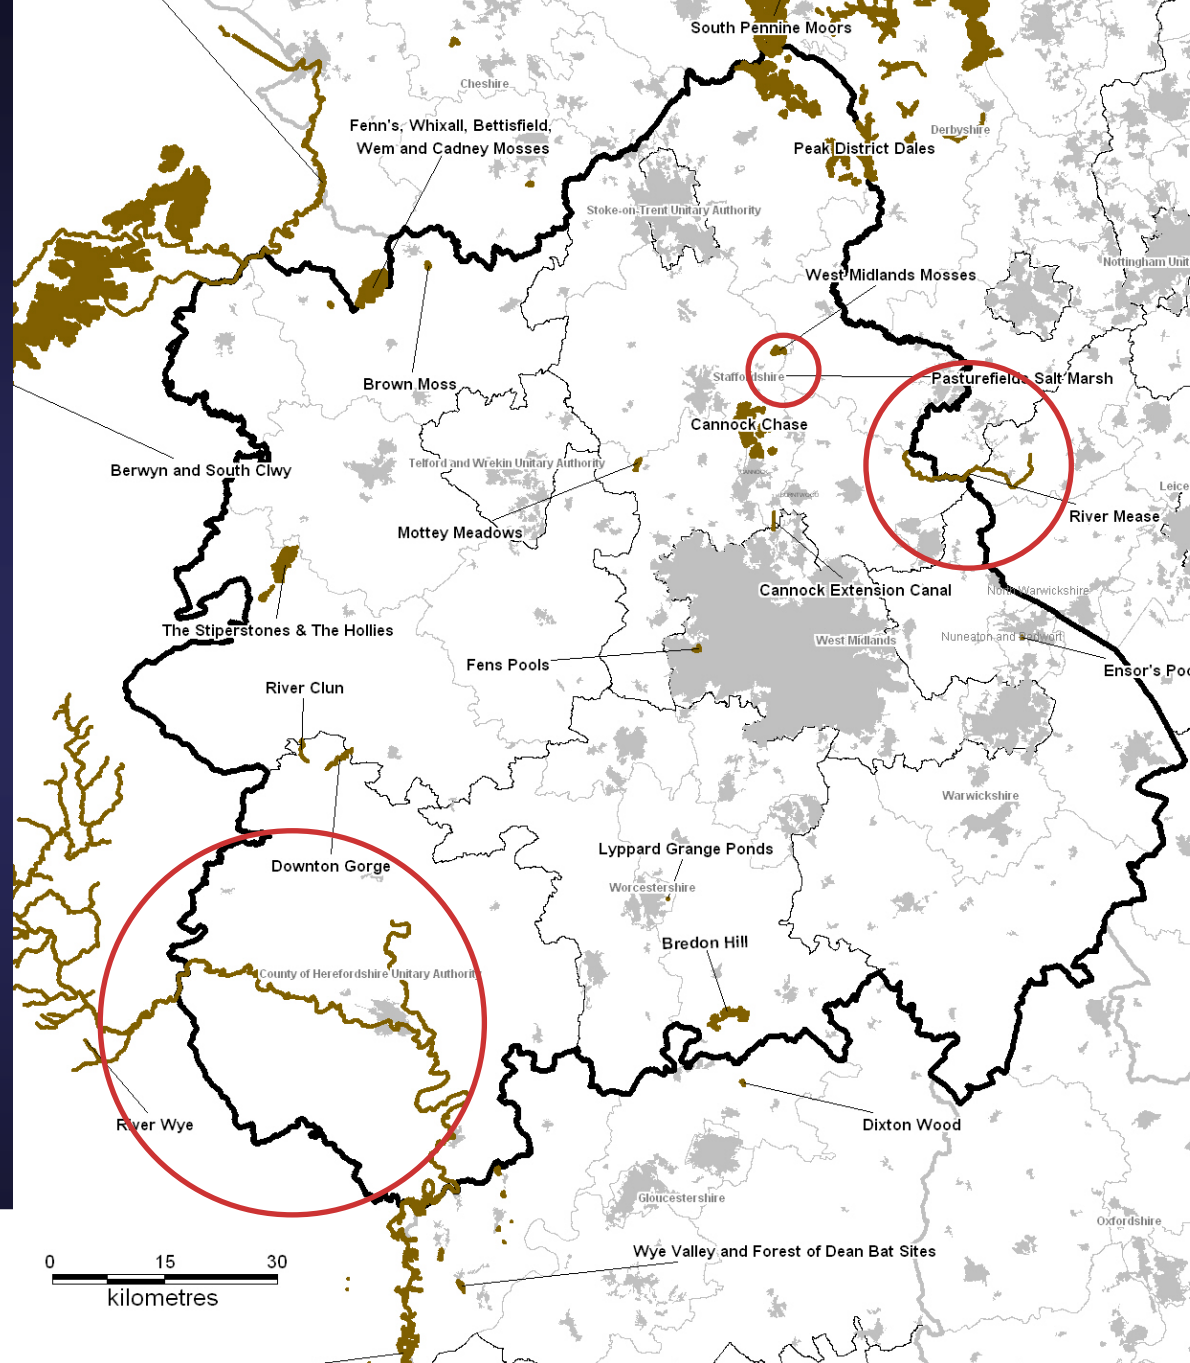 South Pennine Moors
Cheshire
Fenn's, Whixall, Bettisfield,
Wem and Cadney Mosses
Derbyshire
Peak District Dales
Stoke-on-Trent Unitary Authority
Nottingham Unit
West Midlands Mosses
Brown Moss
Staffordshire
Pasturefields Salt Marsh
Cannock Chase
Berwyn and South Clwy
Telford and Wrekin Unitary Authority
Leice
River Mease
Mottey Meadows
Cannock Extension Canal
North Warwickshire
The Stiperstones & The Hollies
West Midlands
Nuneaton and Bedworth
Fens Pools
Ensor's Poo
River Clun
Warwickshire
Lyppard Grange Ponds
Downton Gorge
Worcestershire
Bredon Hill
County of Herefordshire Unitary Authority
River Wye
Dixton Wood
Gloucestershire
Oxfordshire
Wye Valley and Forest of Dean Bat Sites
0 15 30
kilometres